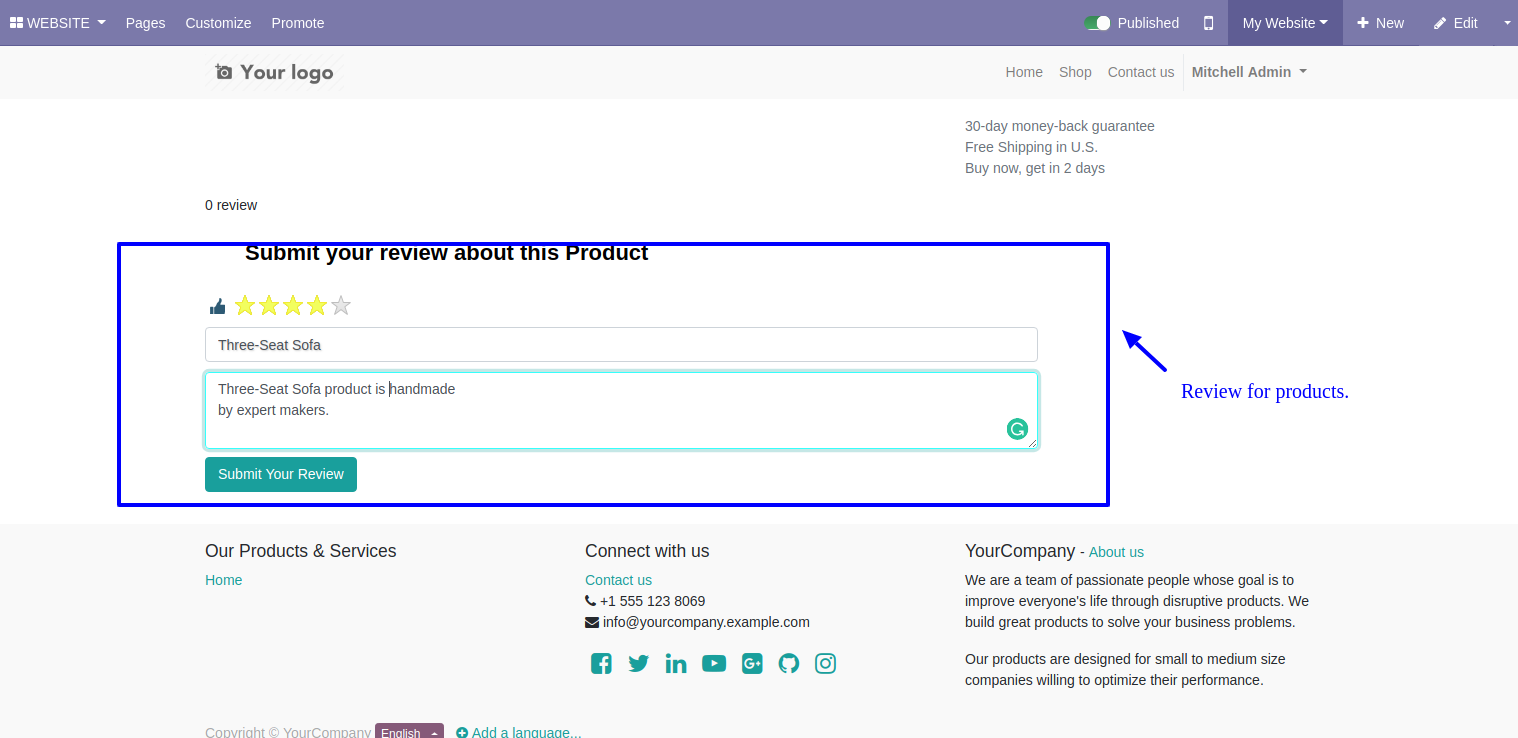 WEBSITE Pages Customize Promote Published My Website New Edit
Your logo Home Shop Contact us Mitchell Admin
30-day money-back guarantee
Free Shipping in U.S.
Buy now, get in 2 days
0 review
Submit your review about this Product
Three-Seat Sofa
Three-Seat Sofa product is handmade
by expert makers.
Submit Your Review
Review for products.
Our Products & Services
Home
Connect with us
Contact us
+1 555 123 8069
info@yourcompany.example.com
YourCompany - About us
We are a team of passionate people whose goal is to
improve everyone's life through disruptive products. We
build great products to solve your business problems.
Our products are designed for small to medium size
companies willing to optimize their performance.
Copyright © YourCompany English Add a language...